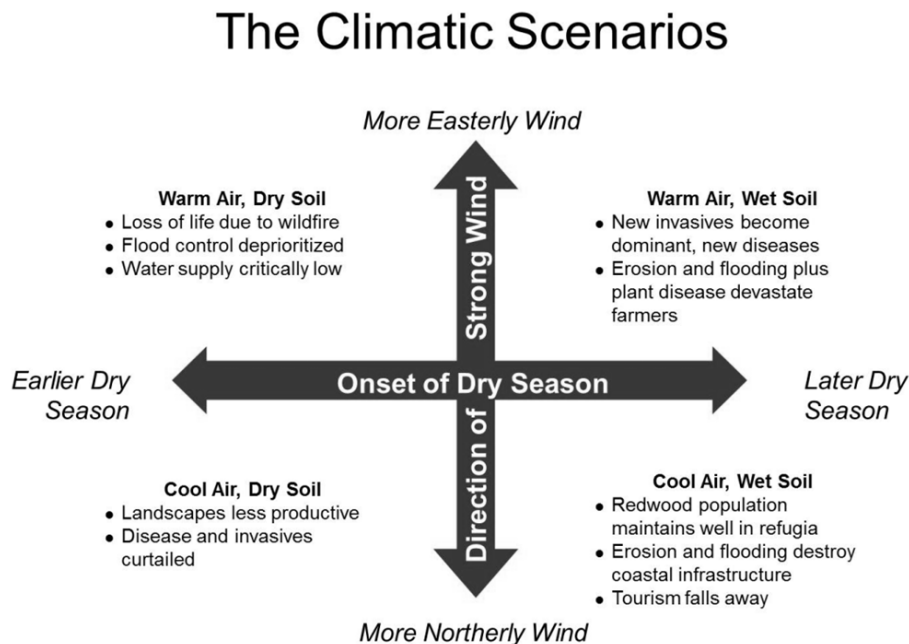 The Climatic Scenarios
More Easterly Wind
Warm Air, Dry Soil
● Loss of life due to wildfire
● Flood control deprioritized
● Water supply critically low
Warm Air, Wet Soil
● New invasives become
dominant, new diseases
● Erosion and flooding plus
plant disease devastate
farmers
Earlier Dry
Season
Onset of Dry Season
Direction of Strong Wind
Later Dry
Season
Cool Air, Dry Soil
● Landscapes less productive
● Disease and invasives
curtailed
Cool Air, Wet Soil
● Redwood population
maintains well in refugia
● Erosion and flooding destroy
coastal infrastructure
● Tourism falls away
More Northerly Wind